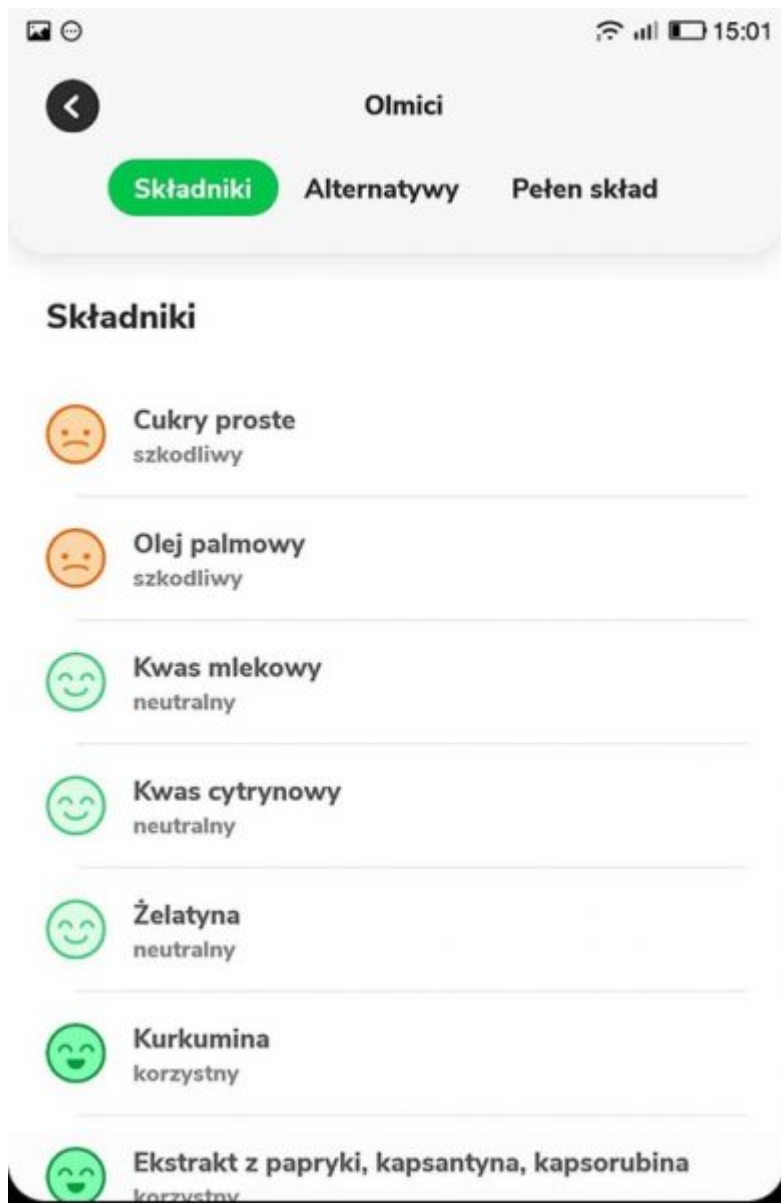 15:01
Olmici
Składniki Alternatywy Pełen skład
Składniki
Cukry proste
szkodliwy
Olej palmowy
szkodliwy
Kwas mlekowy
neutralny
Kwas cytrynowy
neutralny
Żelatyna
neutralny
Kurkumina
korzystny
Ekstrakt z papryki, kapsantyna, kapsorubina
korzystny